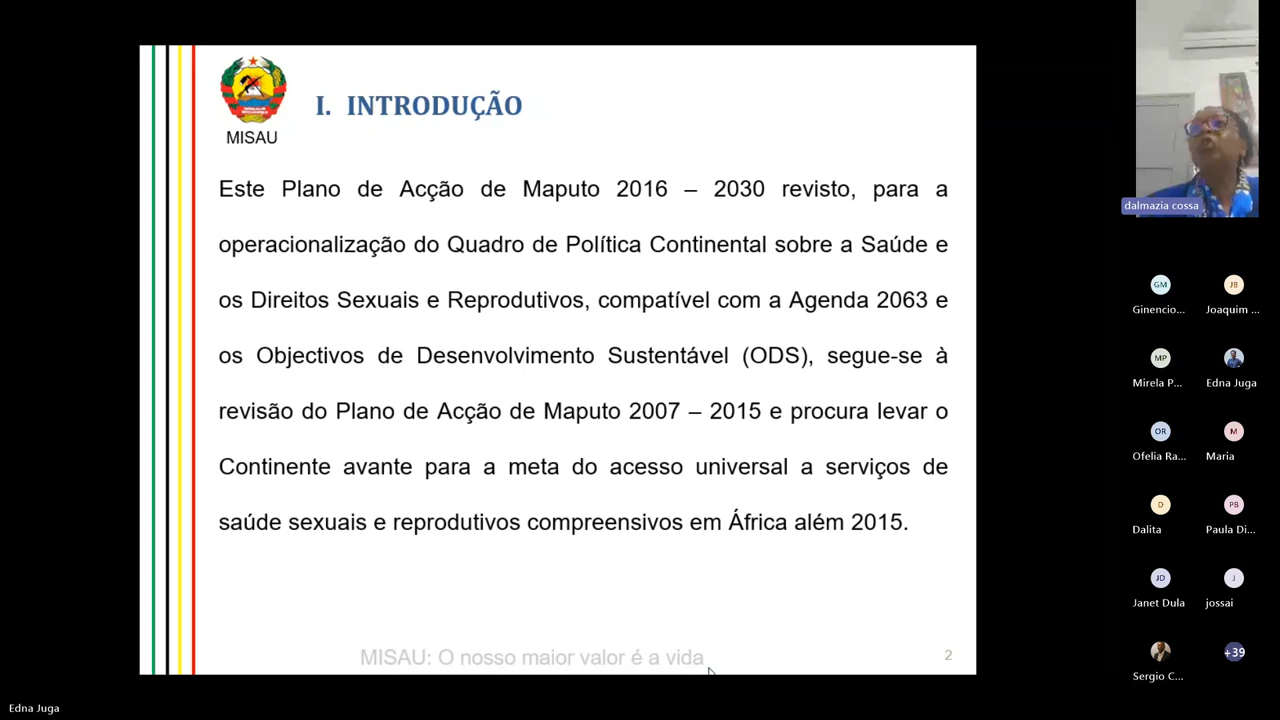 I. INTRODUÇÃO
MISAU
Este Plano de Acção de Maputo 2016 – 2030 revisto, para a
operacionalização do Quadro de Política Continental sobre a Saúde e
os Direitos Sexuais e Reprodutivos, compatível com a Agenda 2063 e
os Objectivos de Desenvolvimento Sustentável (ODS), segue-se à
revisão do Plano de Acção de Maputo 2007 – 2015 e procura levar o
Continente avante para a meta do acesso universal a serviços de
saúde sexuais e reprodutivos compreensivos em África além 2015.
MISAU: O nosso maior valor é a vida
2
dalmazia cossa
GM
JB
Ginencio...
Joaquim ...
MP
Mirela P...
Edna Juga
OR
M
Ofelia Ra...
Maria
D
PB
Dalita
Paula Di...
JD
J
Janet Dula
jossai
+39
Sergio C...
Edna Juga